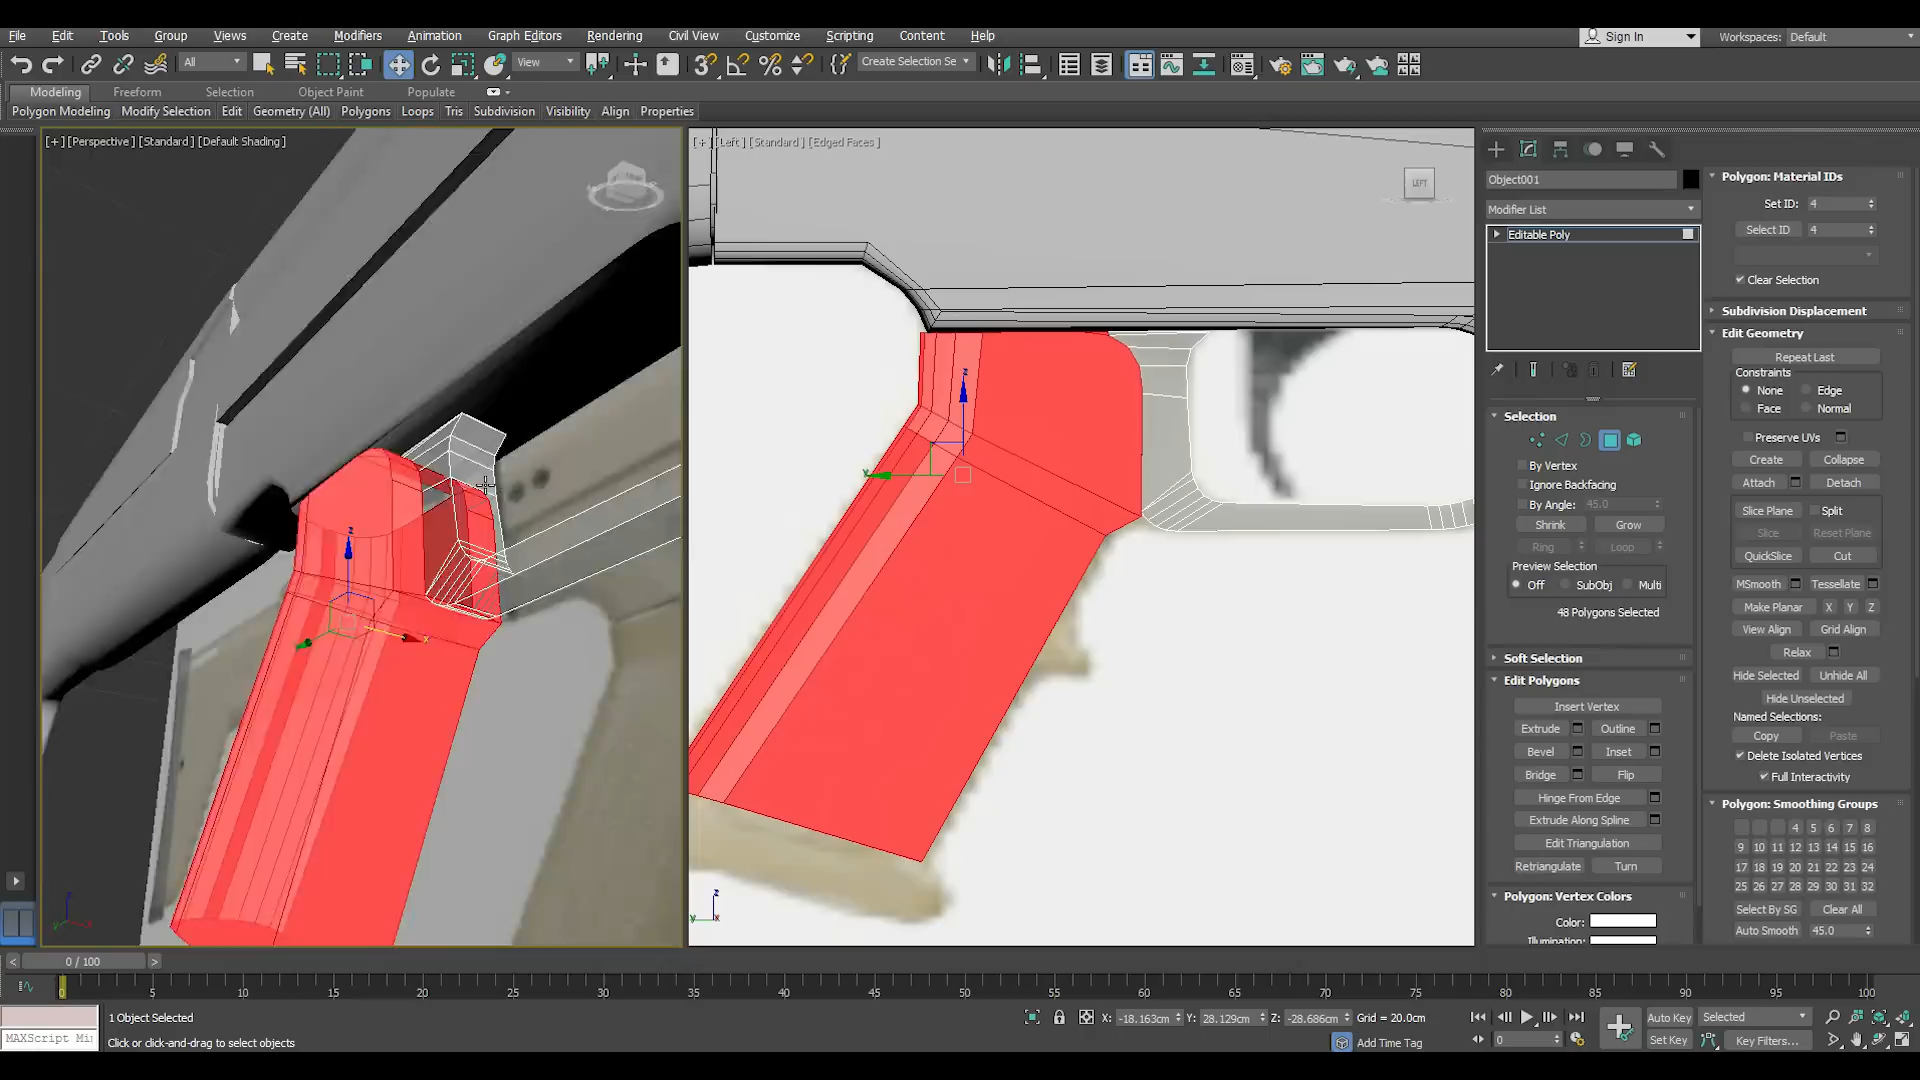 File Edit Tools Group Views Create Modifiers Animation Graph Editors Rendering Civil View Customize Scripting Content Help Sign In Workspaces: Default
All View Create Selection Se
Modeling Freeform Selection Object Paint Populate
Polygon Modeling Modify Selection Edit Geometry (All) Polygons Loops Tris Subdivision Visibility Align Properties
[+] [Perspective] [Standard] [Default Shading]
[+] [Left] [Standard] [Edged Faces]
LEFT
Object001
Modifier List
Editable Poly
Selection
By Vertex
Ignore Backfacing
By Angle: 45.0
Shrink Grow
Ring Loop
Preview Selection
Off SubObj Multi
48 Polygons Selected
Soft Selection
Edit Polygons
Insert Vertex
Extrude Outline
Bevel Inset
Bridge Flip
Hinge From Edge
Extrude Along Spline
Edit Triangulation
Retriangulate Turn
Polygon: Vertex Colors
Color:
Illumination:
Polygon: Material IDs
Set ID: 4
Select ID 4
Clear Selection
Subdivision Displacement
Edit Geometry
Repeat Last
Constraints
None Edge
Face Normal
Preserve UVs
Create Collapse
Attach Detach
Slice Plane Split
Slice Reset Plane
QuickSlice Cut
MSmooth Tessellate
Make Planar X Y Z
View Align Grid Align
Relax
Hide Selected Unhide All
Hide Unselected
Named Selections:
Copy Paste
Delete Isolated Vertices
Full Interactivity
Polygon: Smoothing Groups
4 5 6 7 8
9 10 11 12 13 14 15 16
17 18 19 20 21 22 23 24
25 26 27 28 29 30 31 32
Select By SG Clear All
Auto Smooth 45.0
z
x
z
y
z
y x
< 0 / 100 >
0 5 10 15 20 25 30 35 40 45 50 55 60 65 70 75 80 85 90 95 100
1 Object Selected X: -18.163cm Y: 28.129cm Z: -28.686cm Grid = 20.0cm Auto Key Selected
MAXScript Mi Click or click-and-drag to select objects Add Time Tag 0 Set Key Key Filters...